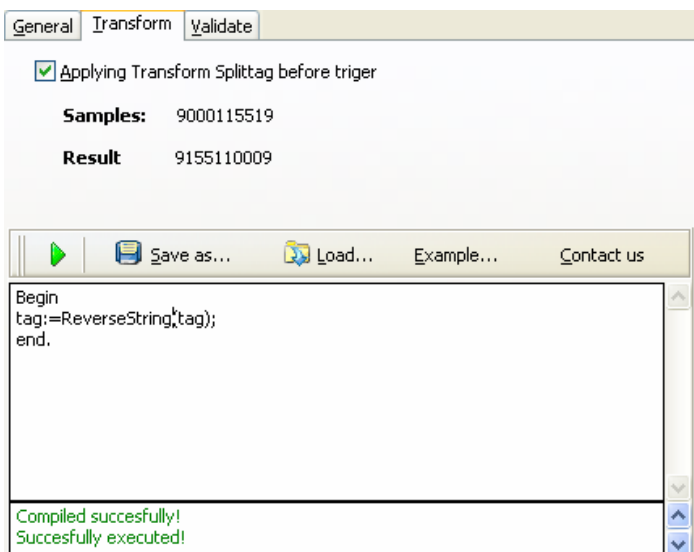 General Transform Validate
Applying Transform Splittag before triger
Samples: 9000115519
Result 9155110009
Save as... Load... Example... Contact us
Begin
tag:=ReverseString(tag);
end.
Compiled succesfully!
Succesfully executed!